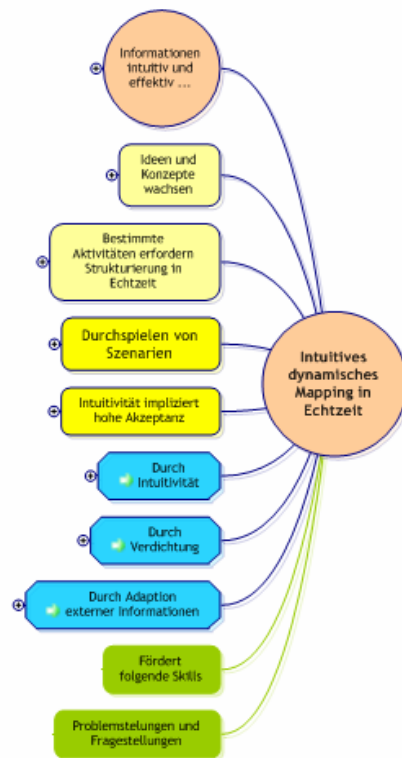 Informationen
intuitiv und
effektiv ...
Ideen und
Konzepte
wachsen
Bestimmte
Aktivitäten erfordern
Strukturierung in
Echtzeit
Durchspielen von
Szenarien
Intuitivität impliziert
hohe Akzeptanz
Durch
Intuitivität
Durch
Verdichtung
Durch Adaption
externer Informationen
Fördert
folgende Skills
Problemstelungen und
Fragestellungen
Intuitives
dynamisches
Mapping in
Echtzeit